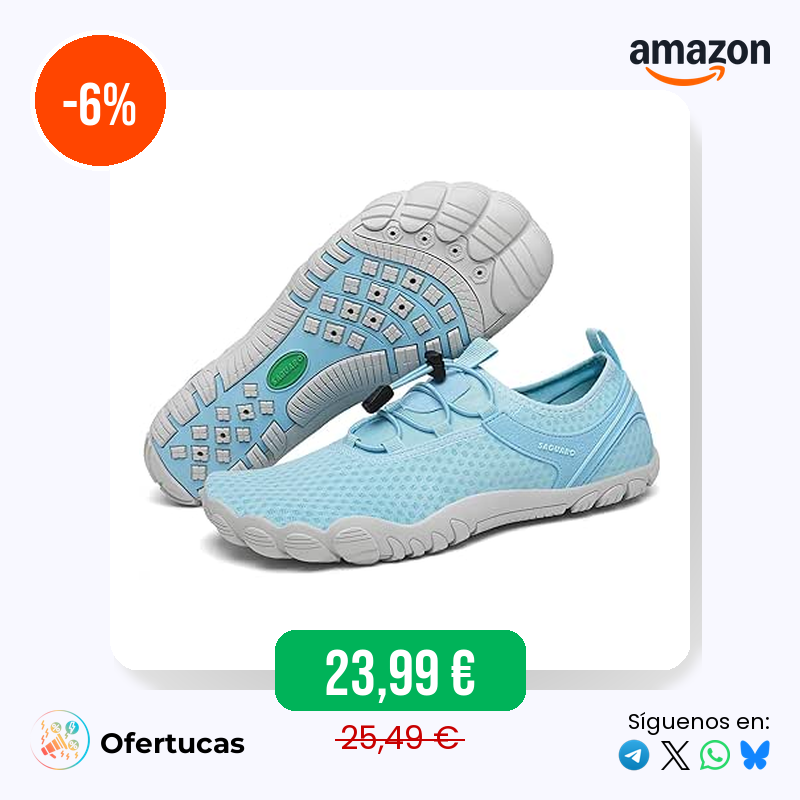 -6%
amazon
SAGUARO
SAGUARO
23,99 €
25,49 €
Ofertucas
Síguenos en: